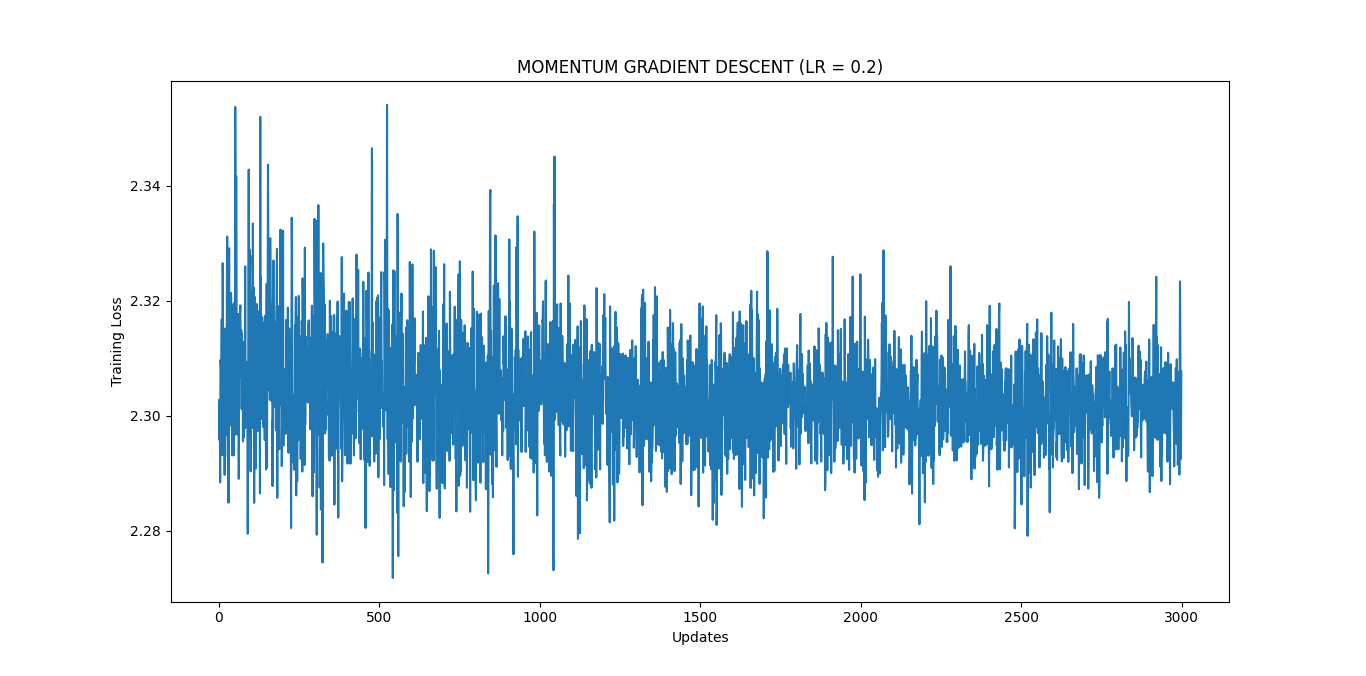 MOMENTUM GRADIENT DESCENT (LR = 0.2)
2.34
2.32
2.30
2.28
Training Loss
0 500 1000 1500 2000 2500 3000
Updates